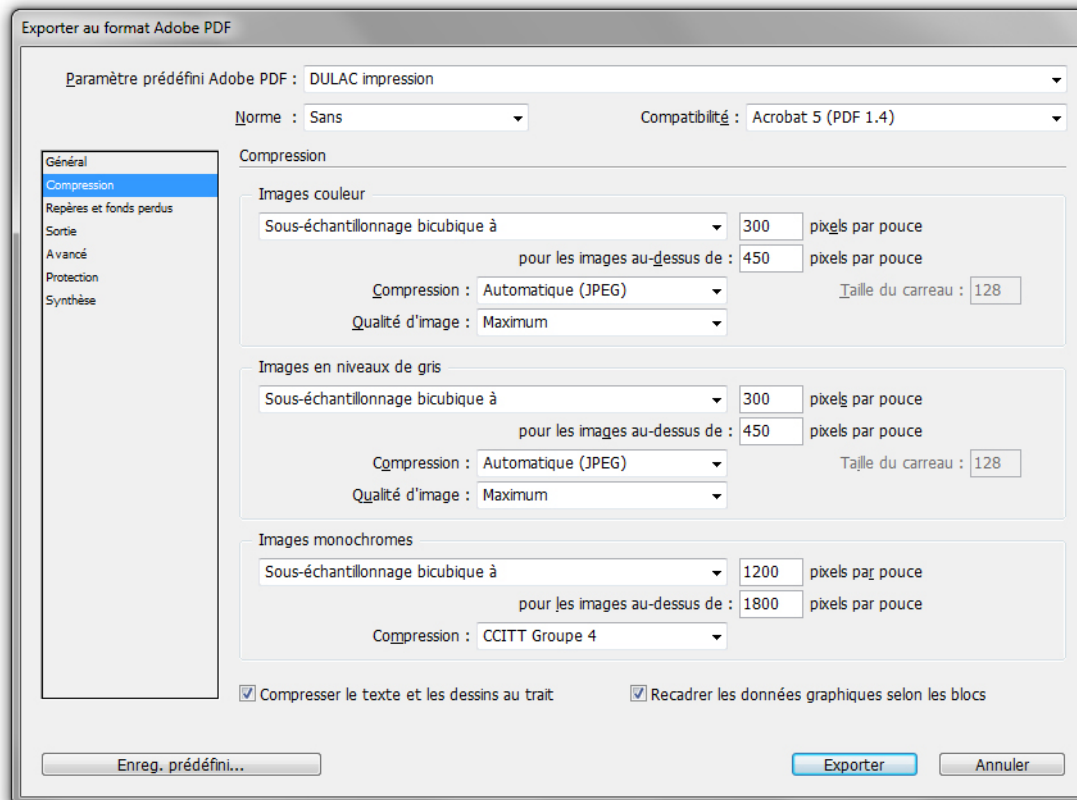 Exporter au format Adobe PDF
Paramètre prédéfini Adobe PDF : DULAC impression
Norme : Sans Compatibilité : Acrobat 5 (PDF 1.4)
Général
Compression
Repères et fonds perdus
Sortie
Avancé
Protection
Synthèse
Compression
Images couleur
Sous-échantillonnage bicubique à 300 pixels par pouce
pour les images au-dessus de : 450 pixels par pouce
Compression : Automatique (JPEG) Taille du carreau : 128
Qualité d'image : Maximum
Images en niveaux de gris
Sous-échantillonnage bicubique à 300 pixels par pouce
pour les images au-dessus de : 450 pixels par pouce
Compression : Automatique (JPEG) Taille du carreau : 128
Qualité d'image : Maximum
Images monochromes
Sous-échantillonnage bicubique à 1200 pixels par pouce
pour les images au-dessus de : 1800 pixels par pouce
Compression : CCITT Groupe 4
Compresser le texte et les dessins au trait Recadrer les données graphiques selon les blocs
Enreg. prédéfini... Exporter Annuler